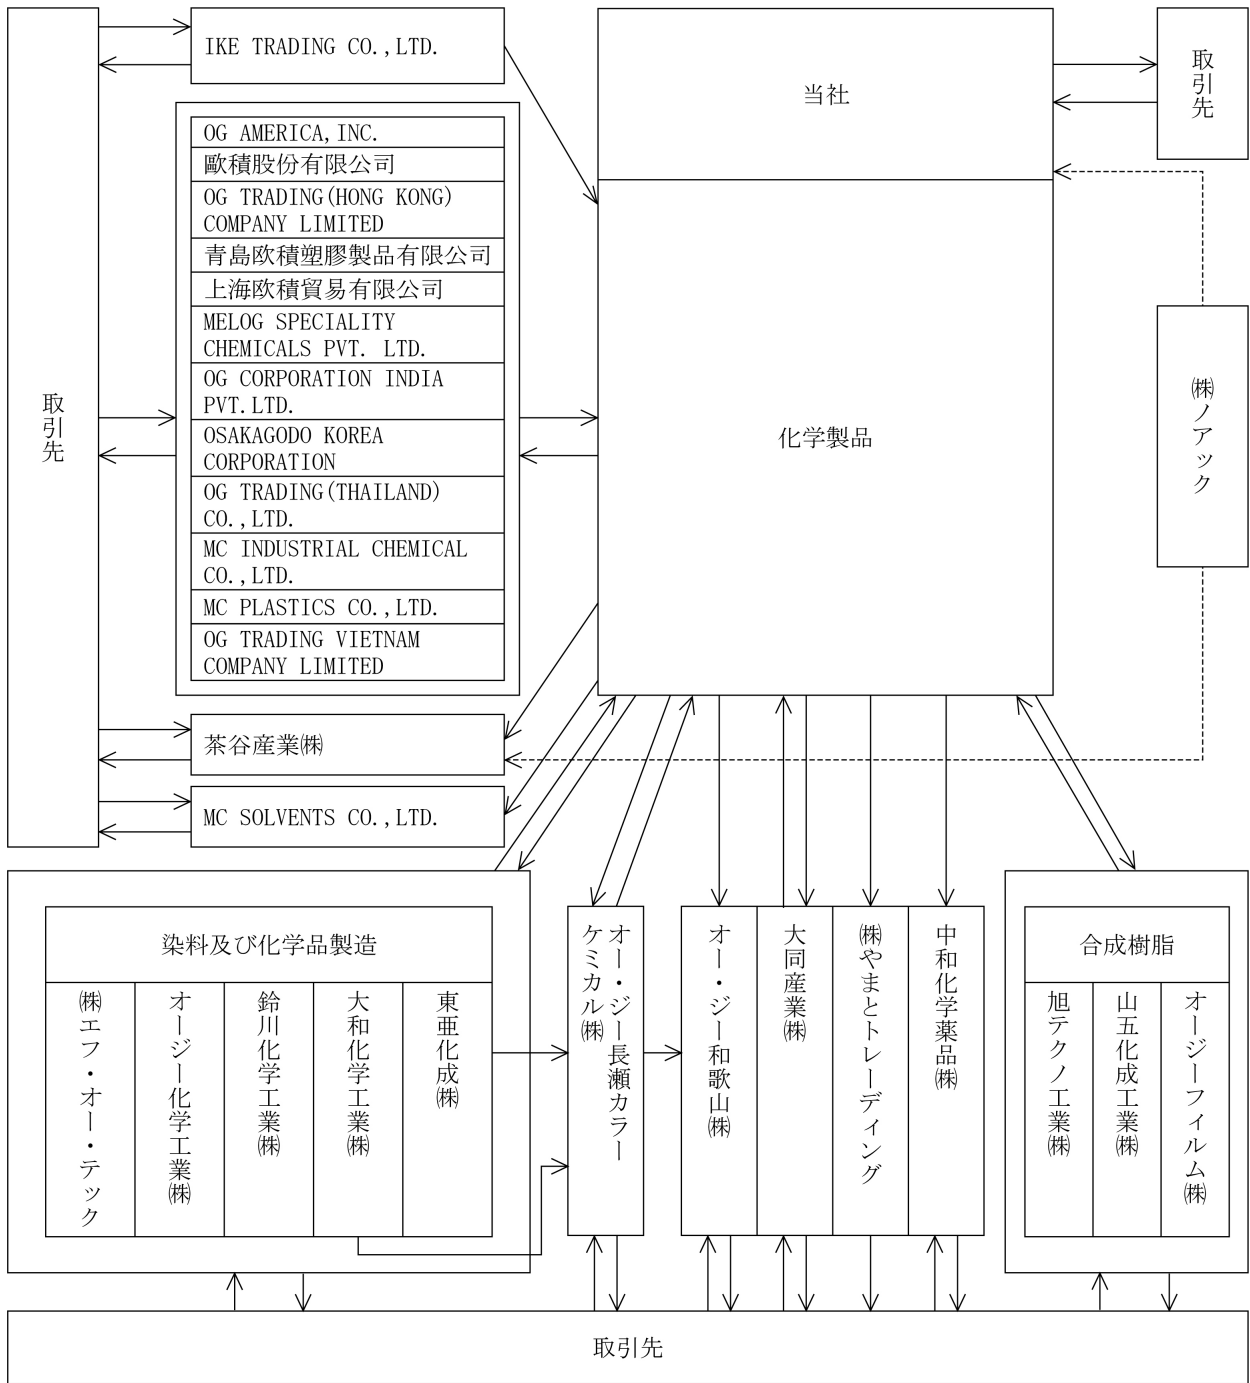 取引先
IKE TRADING CO.,LTD.
OG AMERICA,INC.
歐積股份有限公司
OG TRADING(HONG KONG)
COMPANY LIMITED
青島欧積塑膠製品有限公司
上海欧積貿易有限公司
MELOG SPECIALITY
CHEMICALS PVT. LTD.
OG CORPORATION INDIA
PVT.LTD.
OSAKAGODO KOREA
CORPORATION
OG TRADING(THAILAND)
CO.,LTD.
MC INDUSTRIAL CHEMICAL
CO.,LTD.
MC PLASTICS CO.,LTD.
OG TRADING VIETNAM
COMPANY LIMITED
茶谷産業㈱
MC SOLVENTS CO.,LTD.
当社
化学製品
取引先
㈱ノアック
染料及び化学品製造
㈱エフ・オー・テック
オージー化学工業㈱
鈴川化学工業㈱
大和化学工業㈱
東亜化成㈱
オー・ジー長瀬カラー
ケミカル㈱
オー・ジー和歌山㈱
大同産業㈱
㈱やまとトレーディング
中和化学薬品㈱
合成樹脂
旭テクノ工業㈱
山五化成工業㈱
オージーフィルム㈱
取引先